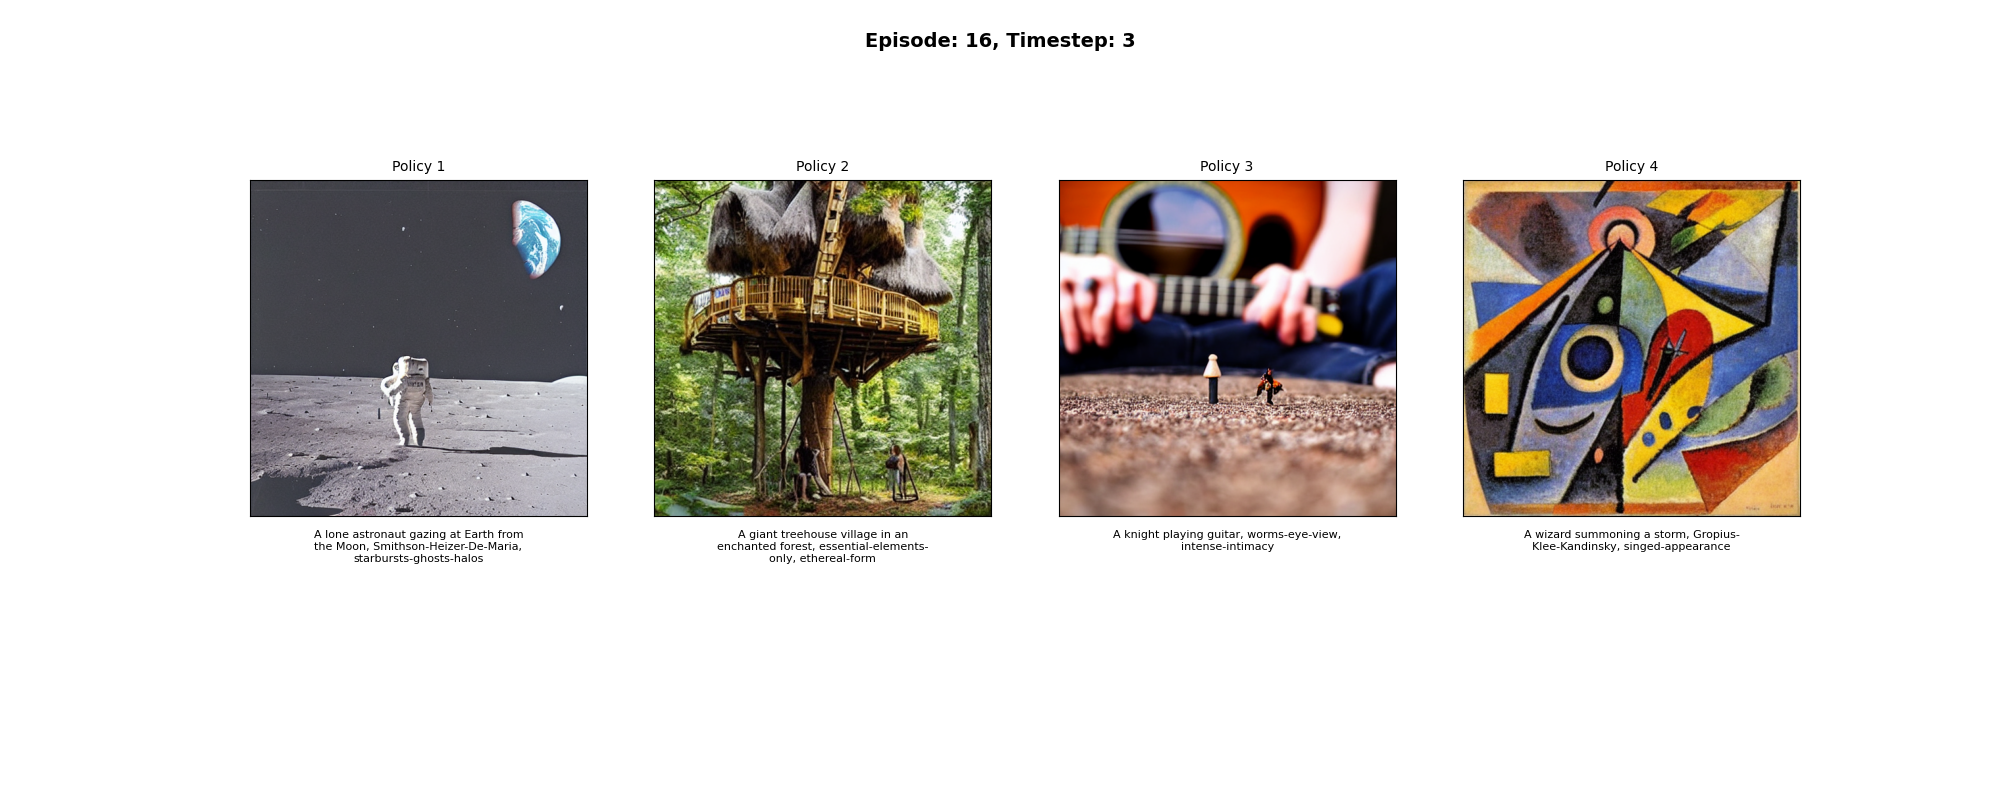 Episode: 16, Timestep: 3
Policy 1
Policy 2
Policy 3
Policy 4
A lone astronaut gazing at Earth from
the Moon, Smithson-Heizer-De-Maria,
starbursts-ghosts-halos
A giant treehouse village in an
enchanted forest, essential-elements-
only, ethereal-form
A knight playing guitar, worms-eye-view,
intense-intimacy
A wizard summoning a storm, Gropius-
Klee-Kandinsky, singed-appearance